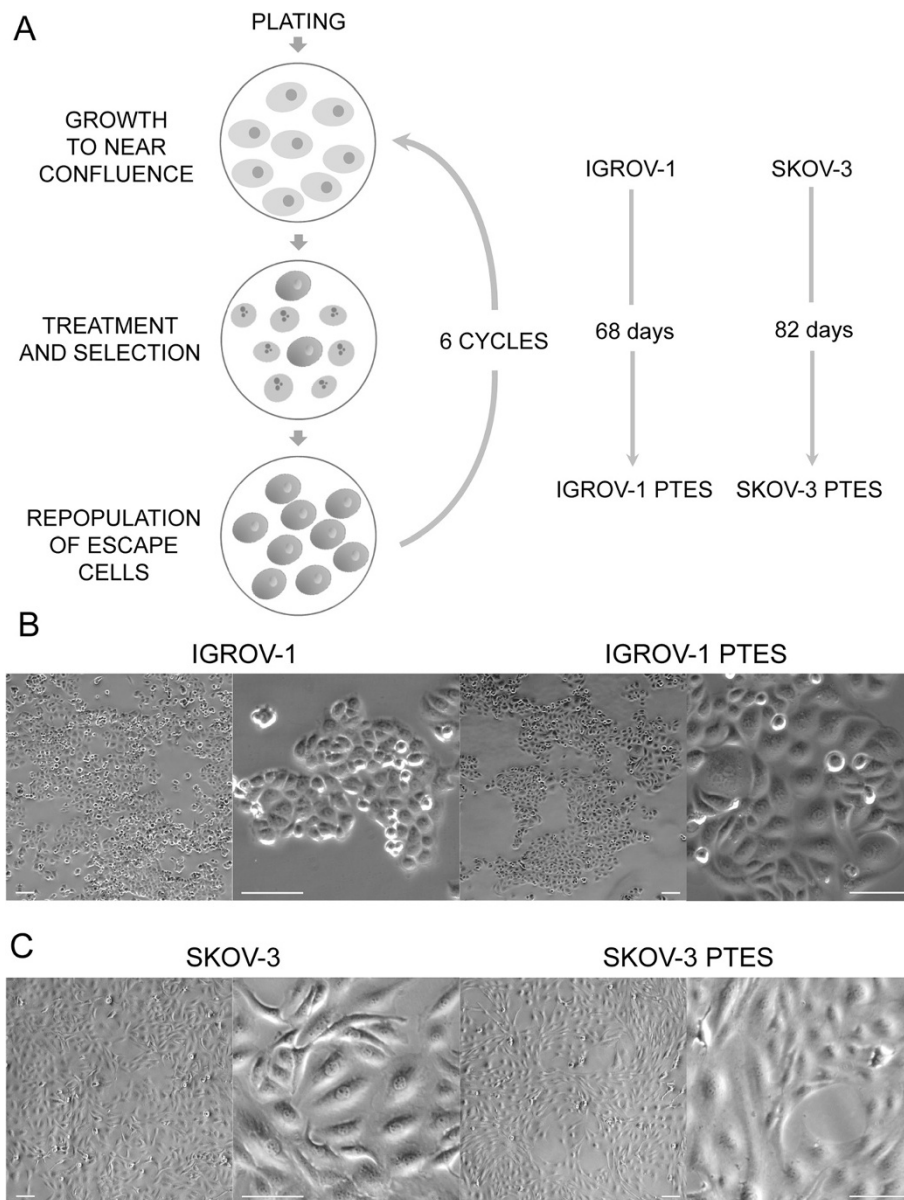 A
PLATING
GROWTH
TO NEAR
CONFLUENCE
TREATMENT
AND SELECTION
REPOPULATION
OF ESCAPE
CELLS
6 CYCLES
IGROV-1
68 days
IGROV-1 PTES
SKOV-3
82 days
SKOV-3 PTES
B
IGROV-1
IGROV-1 PTES
C
SKOV-3
SKOV-3 PTES